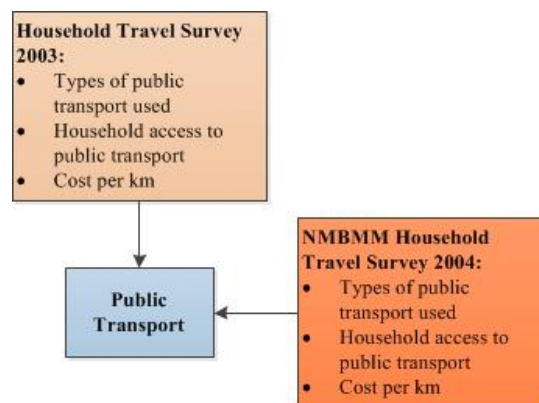 Household Travel Survey
2003:
• Types of public
transport used
• Household access to
public transport
• Cost per km
NMBMM Household
Travel Survey 2004:
• Types of public
transport used
• Household access to
public transport
• Cost per km
Public
Transport